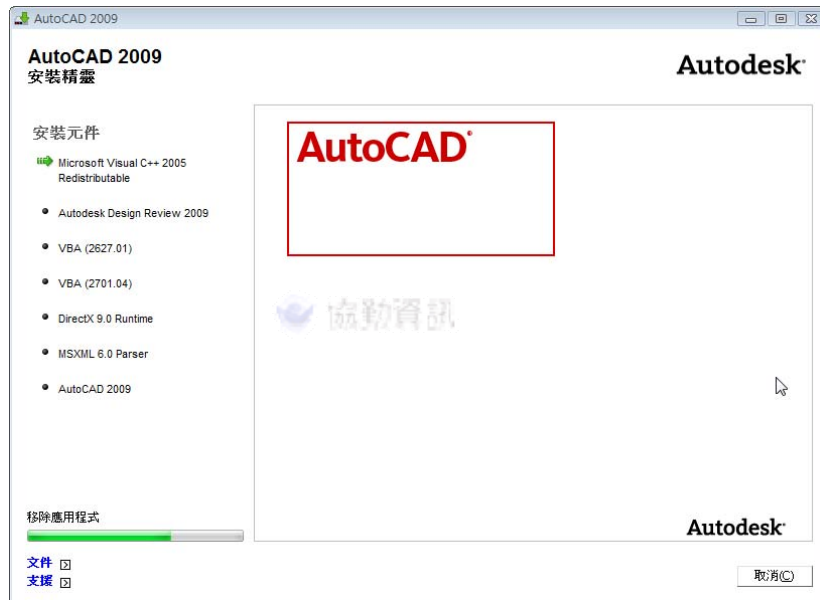 AutoCAD 2009
AutoCAD 2009
安裝精靈
Autodesk
安裝元件
Microsoft Visual C++ 2005
Redistributable
Autodesk Design Review 2009
VBA (2627.01)
VBA (2701.04)
DirectX 9.0 Runtime
MSXML 6.0 Parser
AutoCAD 2009
AutoCAD®
協勤資訊
移除應用程式
Autodesk
文件
支援
取消(C)